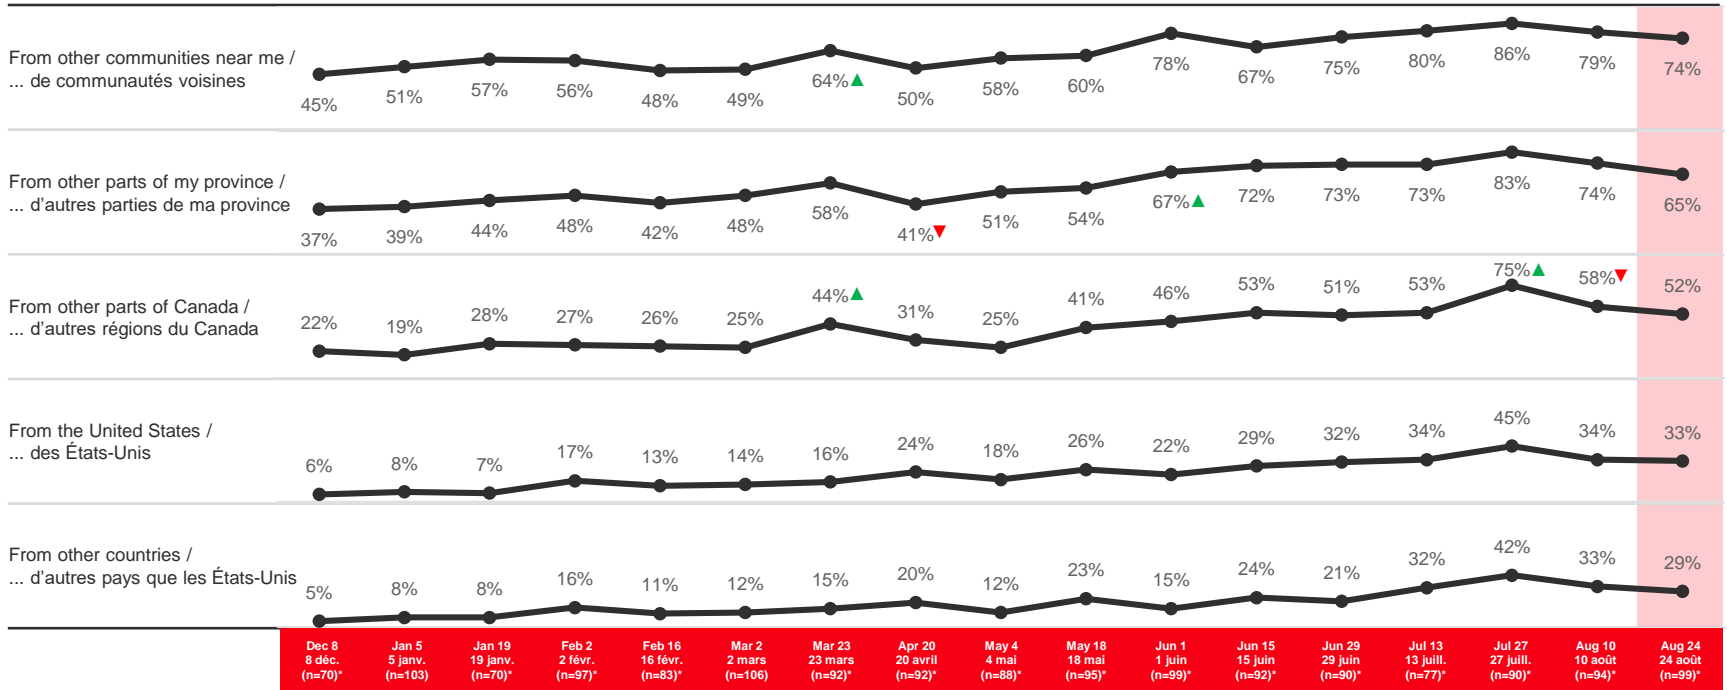 From other communities near me /
... de communautés voisines
45% 51% 57% 56% 48% 49% 64% 50% 58% 60% 78% 67% 75% 80% 86% 79% 74%
From other parts of my province /
... d'autres parties de ma province
37% 39% 44% 48% 42% 48% 58% 41% 51% 54% 67% 72% 73% 73% 83% 74% 65%
From other parts of Canada /
... d'autres régions du Canada
22% 19% 28% 27% 26% 25% 44% 31% 25% 41% 46% 53% 51% 53% 75% 58% 52%
From the United States /
... des États-Unis
6% 8% 7% 17% 13% 14% 16% 24% 18% 26% 22% 29% 32% 34% 45% 34% 33%
From other countries /
... d'autres pays que les États-Unis
5% 8% 8% 16% 11% 12% 15% 20% 12% 23% 15% 24% 21% 32% 42% 33% 29%
Dec 8 Jan 5 Jan 19 Feb 2 Feb 16 Mar 2 Mar 23 Apr 20 May 4 May 18 Jun 1 Jun 15 Jun 29 Jul 13 Jul 27 Aug 10 Aug 24
8 déc. 5 janv. 19 janv. 2 févr. 16 févr. 2 mars 23 mars 20 avril 4 mai 18 mai 1 juin 15 juin 29 juin 13 juill. 27 juill. 10 août 24 août
(n=70)* (n=103) (n=70)* (n=97)* (n=83)* (n=106) (n=92)* (n=92)* (n=88)* (n=95)* (n=99)* (n=92)* (n=90)* (n=77)* (n=90)* (n=94)* (n=99)*